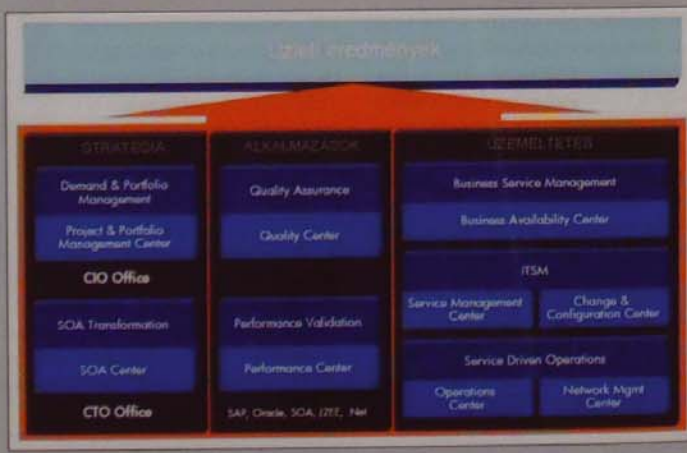 Üzleti eredmények
STRATÉGIA
Demand & Portfolio
Management
Project & Portfolio
Management Center
CIO Office
SOA Transformation
SOA Center
CTO Office
ALKALMAZÁSOK
Quality Assurance
Quality Center
Performance Validation
Performance Center
SAP, Oracle, SOA, J2EE, .Net
ÜZEMELTETÉS
Business Service Management
Business Availability Center
ITSM
Service Management
Center
Change &
Configuration Center
Service Driven Operations
Operations
Center
Network Mgmt
Center